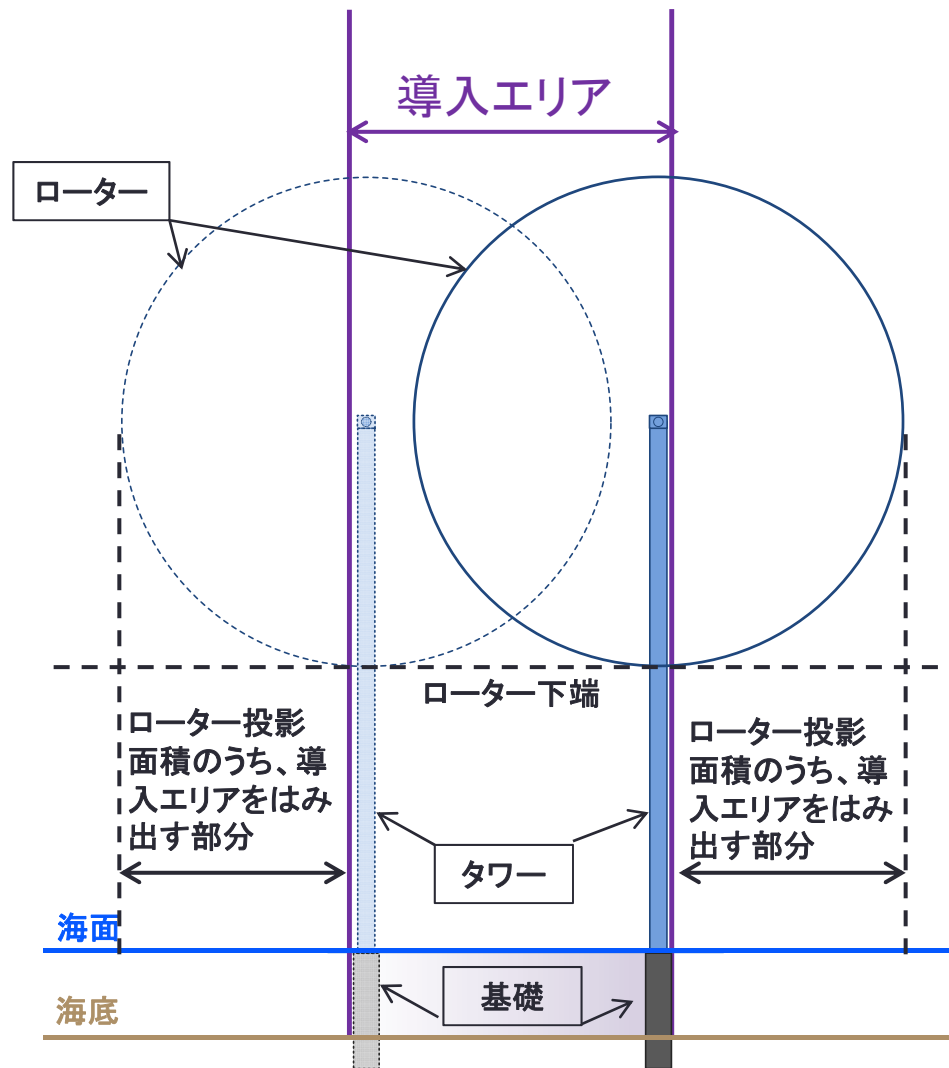 導入エリア
ローター
ローター下端
ローター投影
面積のうち、導
入エリアをはみ
出す部分
ローター投影
面積のうち、導
入エリアをはみ
出す部分
タワー
海面
基礎
海底